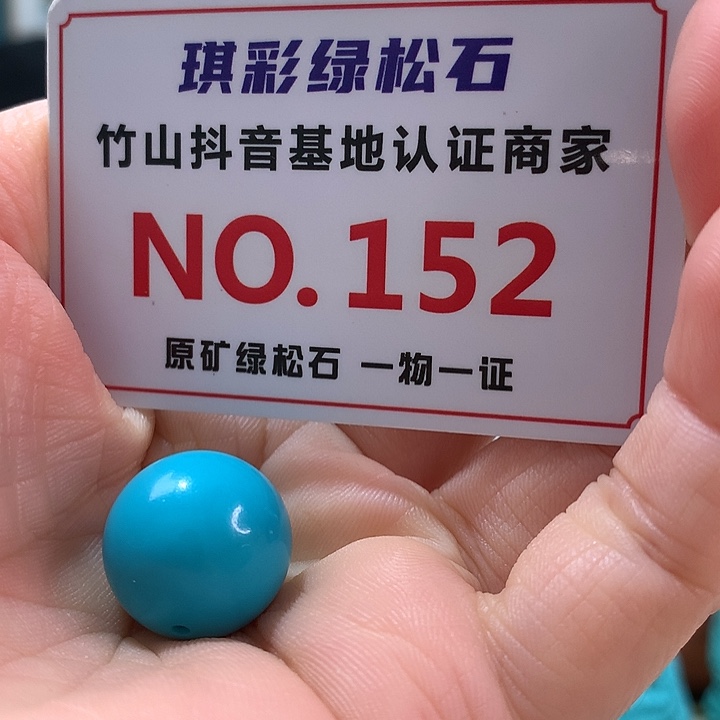 琪彩绿松石
竹山抖音基地认证商家
NO.152
原矿绿松石 一物一证